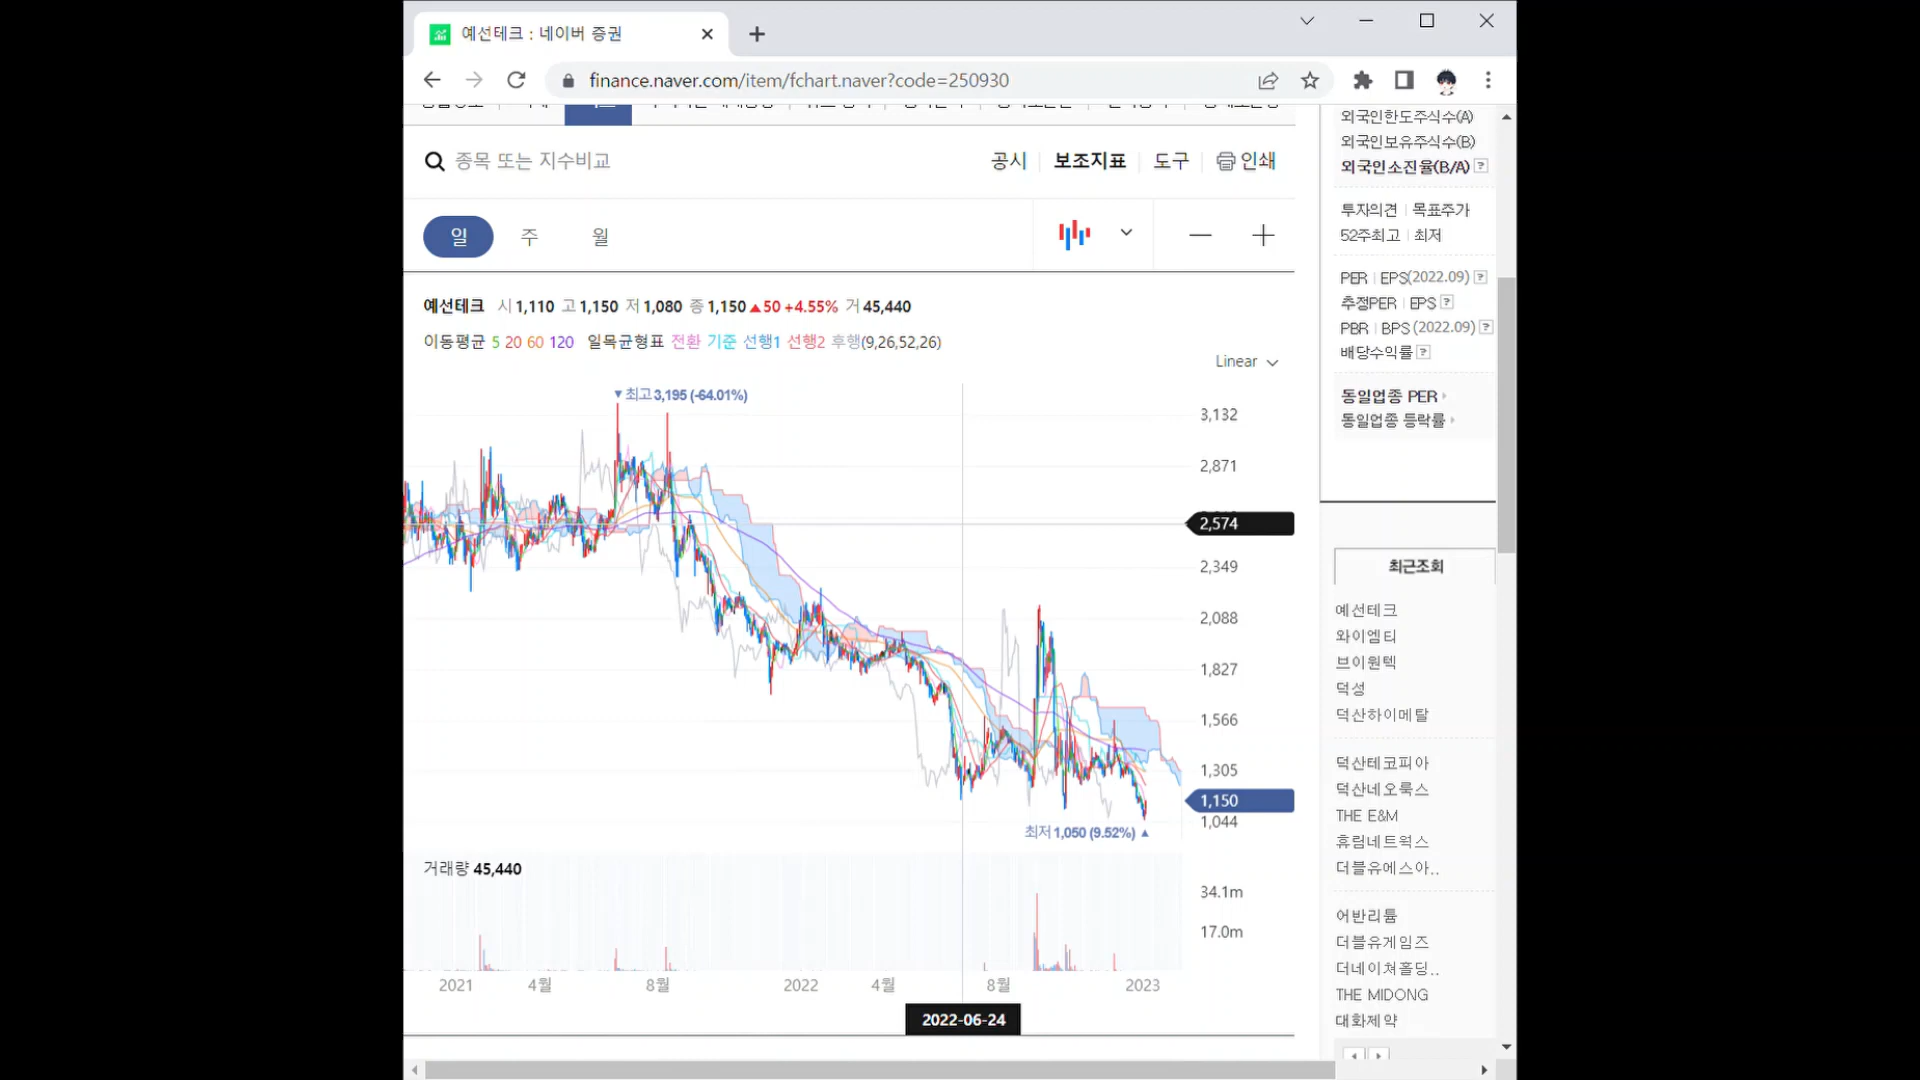 예선테크 : 네이버 증권
finance.naver.com/item/fchart.naver?code=250930
종목 또는 지수비교
공시
보조지표
도구
인쇄
일
주
월
예선테크 시 1,110 고 1,150 저 1,080 종 1,150 ▲50 +4.55% 거 45,440
이동평균 5 20 60 120 일목균형표 전환 기준 선행1 선행2 후행(9,26,52,26)
Linear
▼최고 3,195 (-64.01%)
3,132
2,871
2,574
2,349
2,088
1,827
1,566
1,305
1,150
1,044
최저 1,050 (9.52%) ▲
거래량 45,440
34.1m
17.0m
2021
4월
8월
2022
4월
8월
2023
2022-06-24
외국인한도주식수(A)
외국인보유주식수(B)
외국인소진율(B/A) ?
투자의견 | 목표주가
52주최고 | 최저
PER | EPS(2022.09) ?
추정PER | EPS ?
PBR | BPS (2022.09) ?
배당수익률 ?
동일업종 PER
동일업종 등락률
최근조회
예선테크
와이엠티
브이원텍
덕성
덕산하이메탈
덕산테코피아
덕산네오룩스
THE E&M
휴림네트웍스
더블유에스아..
어반리튬
더블유게임즈
더네이쳐홀딩..
THE MIDONG
대화제약